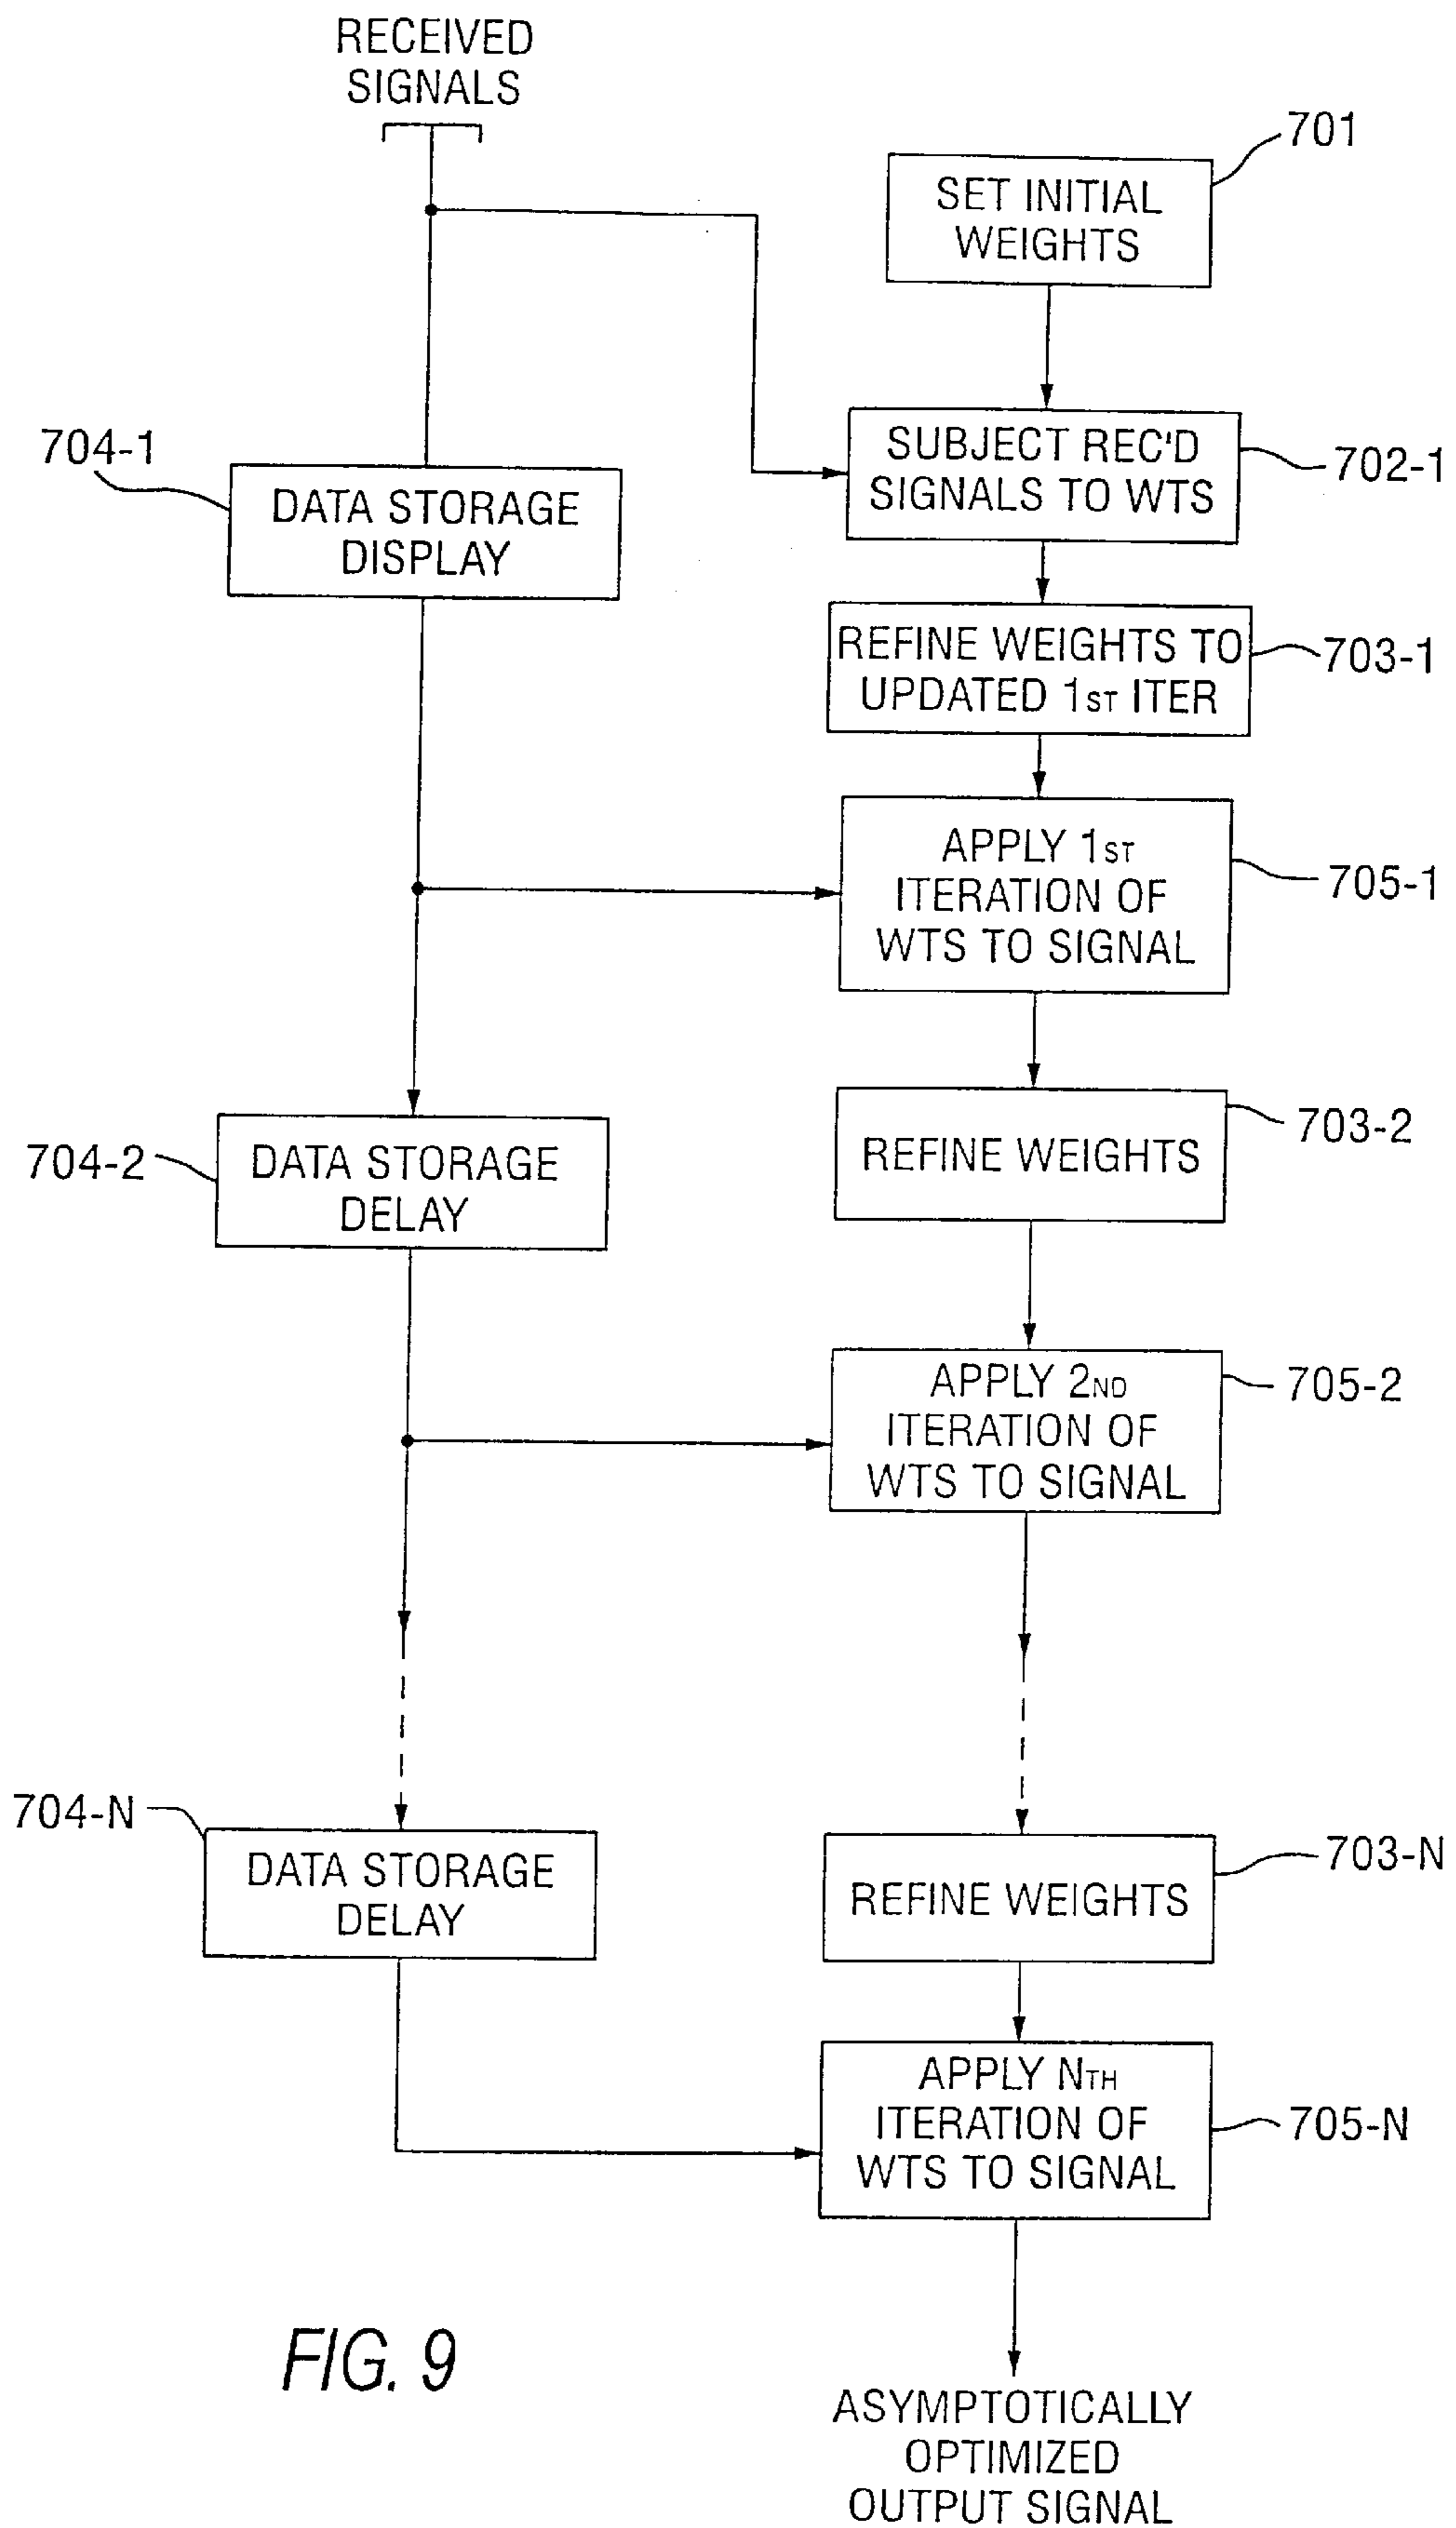 RECEIVED
SIGNALS
701
SET INITIAL
WEIGHTS
704-1
DATA STORAGE
DISPLAY
SUBJECT REC'D
SIGNALS TO WTS
702-1
REFINE WEIGHTS TO
UPDATED 1ST ITER
703-1
APPLY 1ST
ITERATION OF
WTS TO SIGNAL
705-1
704-2
DATA STORAGE
DELAY
REFINE WEIGHTS
703-2
APPLY 2ND
ITERATION OF
WTS TO SIGNAL
705-2
704-N
DATA STORAGE
DELAY
REFINE WEIGHTS
703-N
APPLY NTH
ITERATION OF
WTS TO SIGNAL
705-N
FIG. 9
ASYMPTOTICALLY
OPTIMIZED
OUTPUT SIGNAL